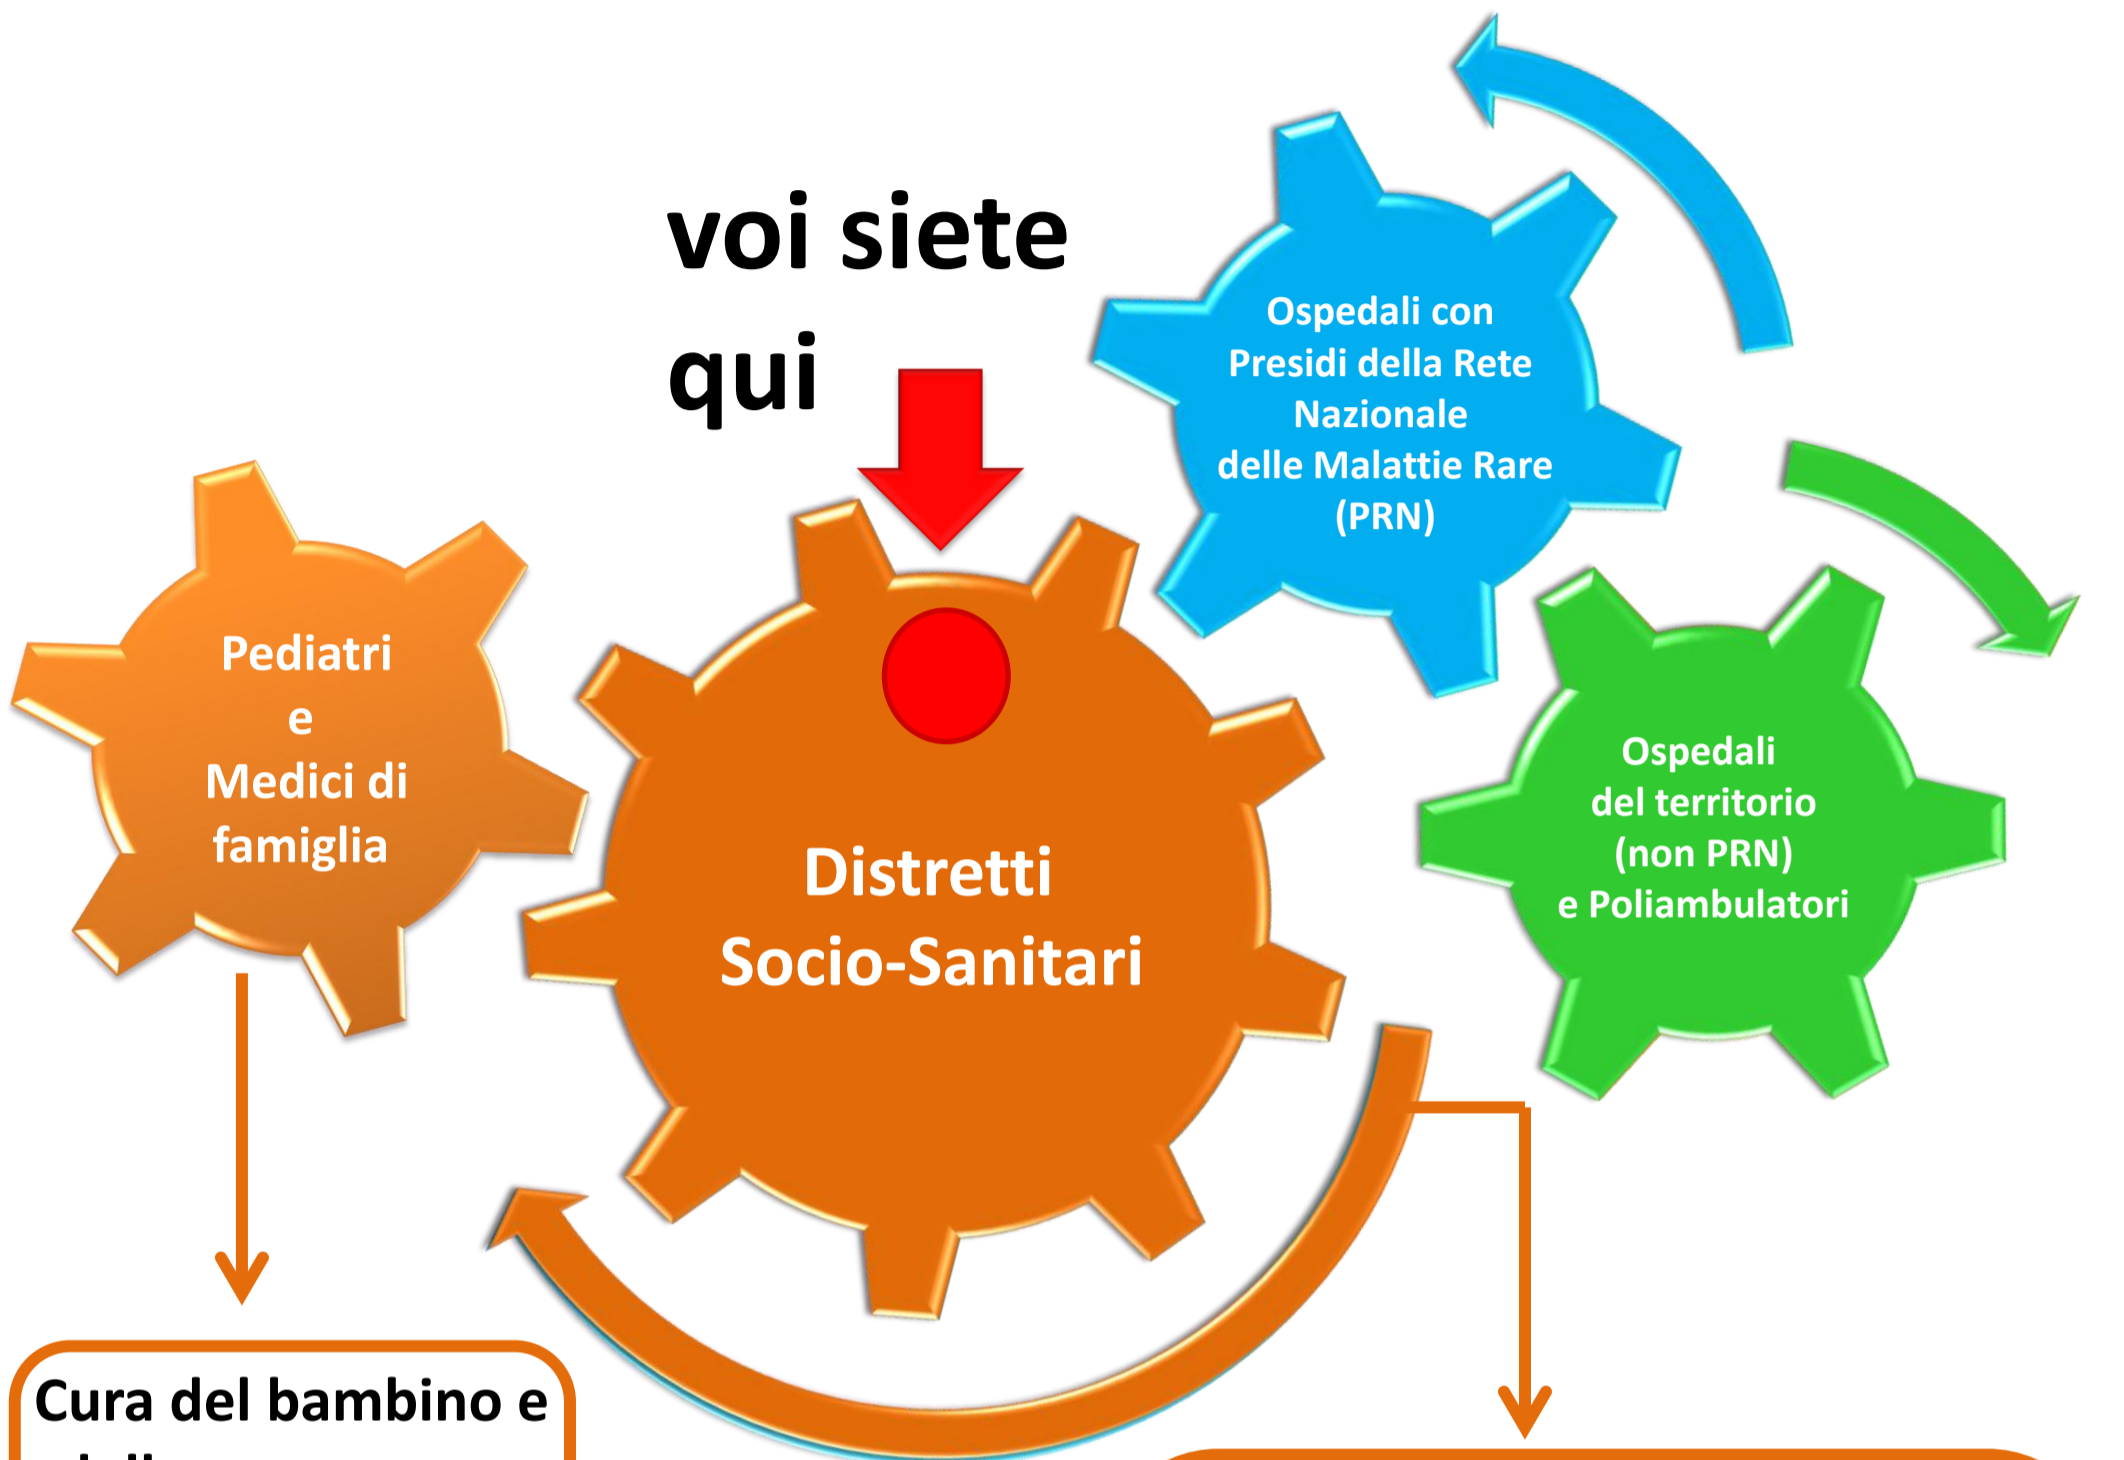 voi siete
qui
Ospedali con
Presidi della Rete
Nazionale
delle Malattie Rare
(PRN)
Pediatri
e
Medici di
famiglia
Distretti
Socio-Sanitari
Ospedali
del territorio
(non PRN)
e Poliambulatori
Cura del bambino e